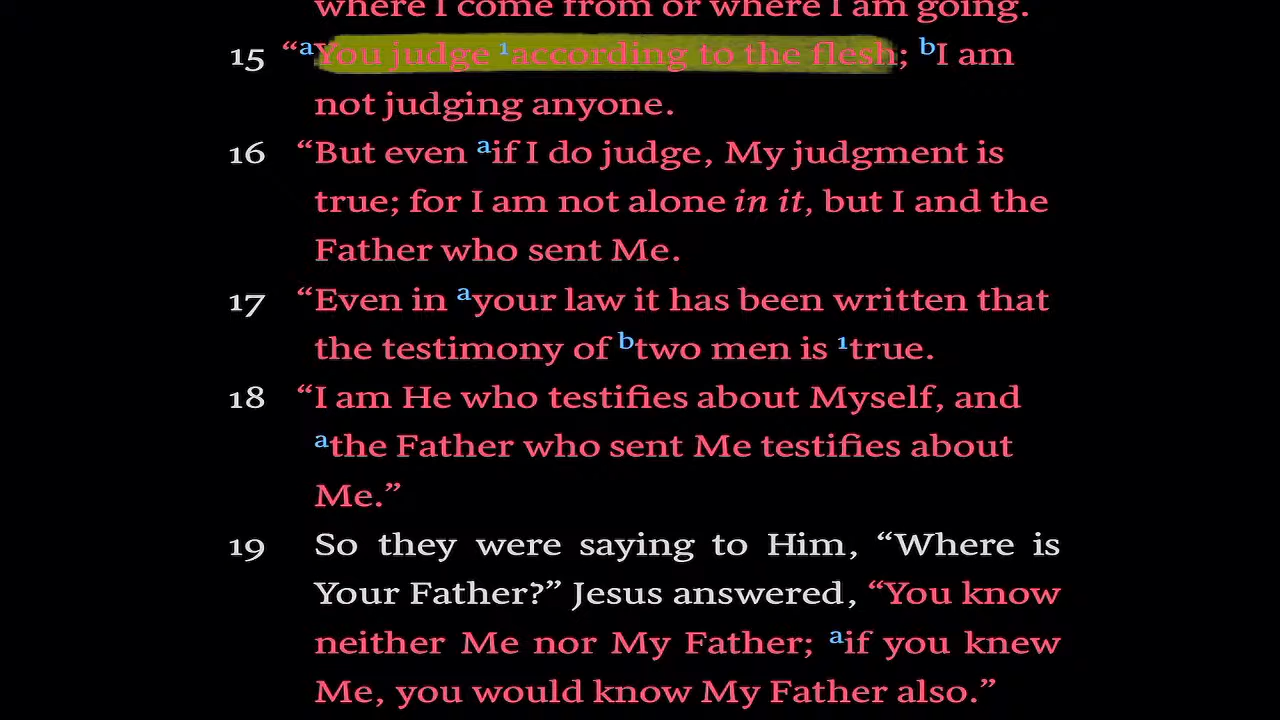 where I come from or where I am going.
15 “aYou judge 1according to the flesh; bI am
not judging anyone.
16 “But even aif I do judge, My judgment is
true; for I am not alone in it, but I and the
Father who sent Me.
17 “Even in ayour law it has been written that
the testimony of btwo men is 1true.
18 “I am He who testifies about Myself, and
athe Father who sent Me testifies about
Me.”
19 So they were saying to Him, “Where is
Your Father?” Jesus answered, “You know
neither Me nor My Father; aif you knew
Me, you would know My Father also.”